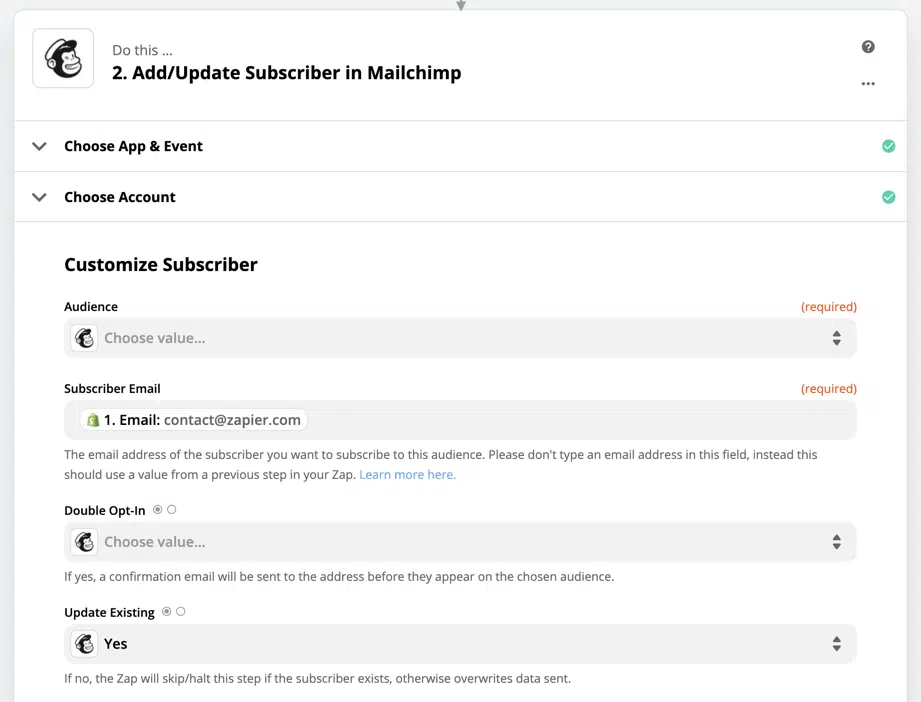 Do this ...
2. Add/Update Subscriber in Mailchimp
Choose App & Event
Choose Account
Customize Subscriber
Audience (required)
Choose value...
Subscriber Email (required)
1. Email: contact@zapier.com
The email address of the subscriber you want to subscribe to this audience. Please don't type an email address in this field, instead this
should use a value from a previous step in your Zap. Learn more here.
Double Opt-In
Choose value...
If yes, a confirmation email will be sent to the address before they appear on the chosen audience.
Update Existing
Yes
If no, the Zap will skip/halt this step if the subscriber exists, otherwise overwrites data sent.